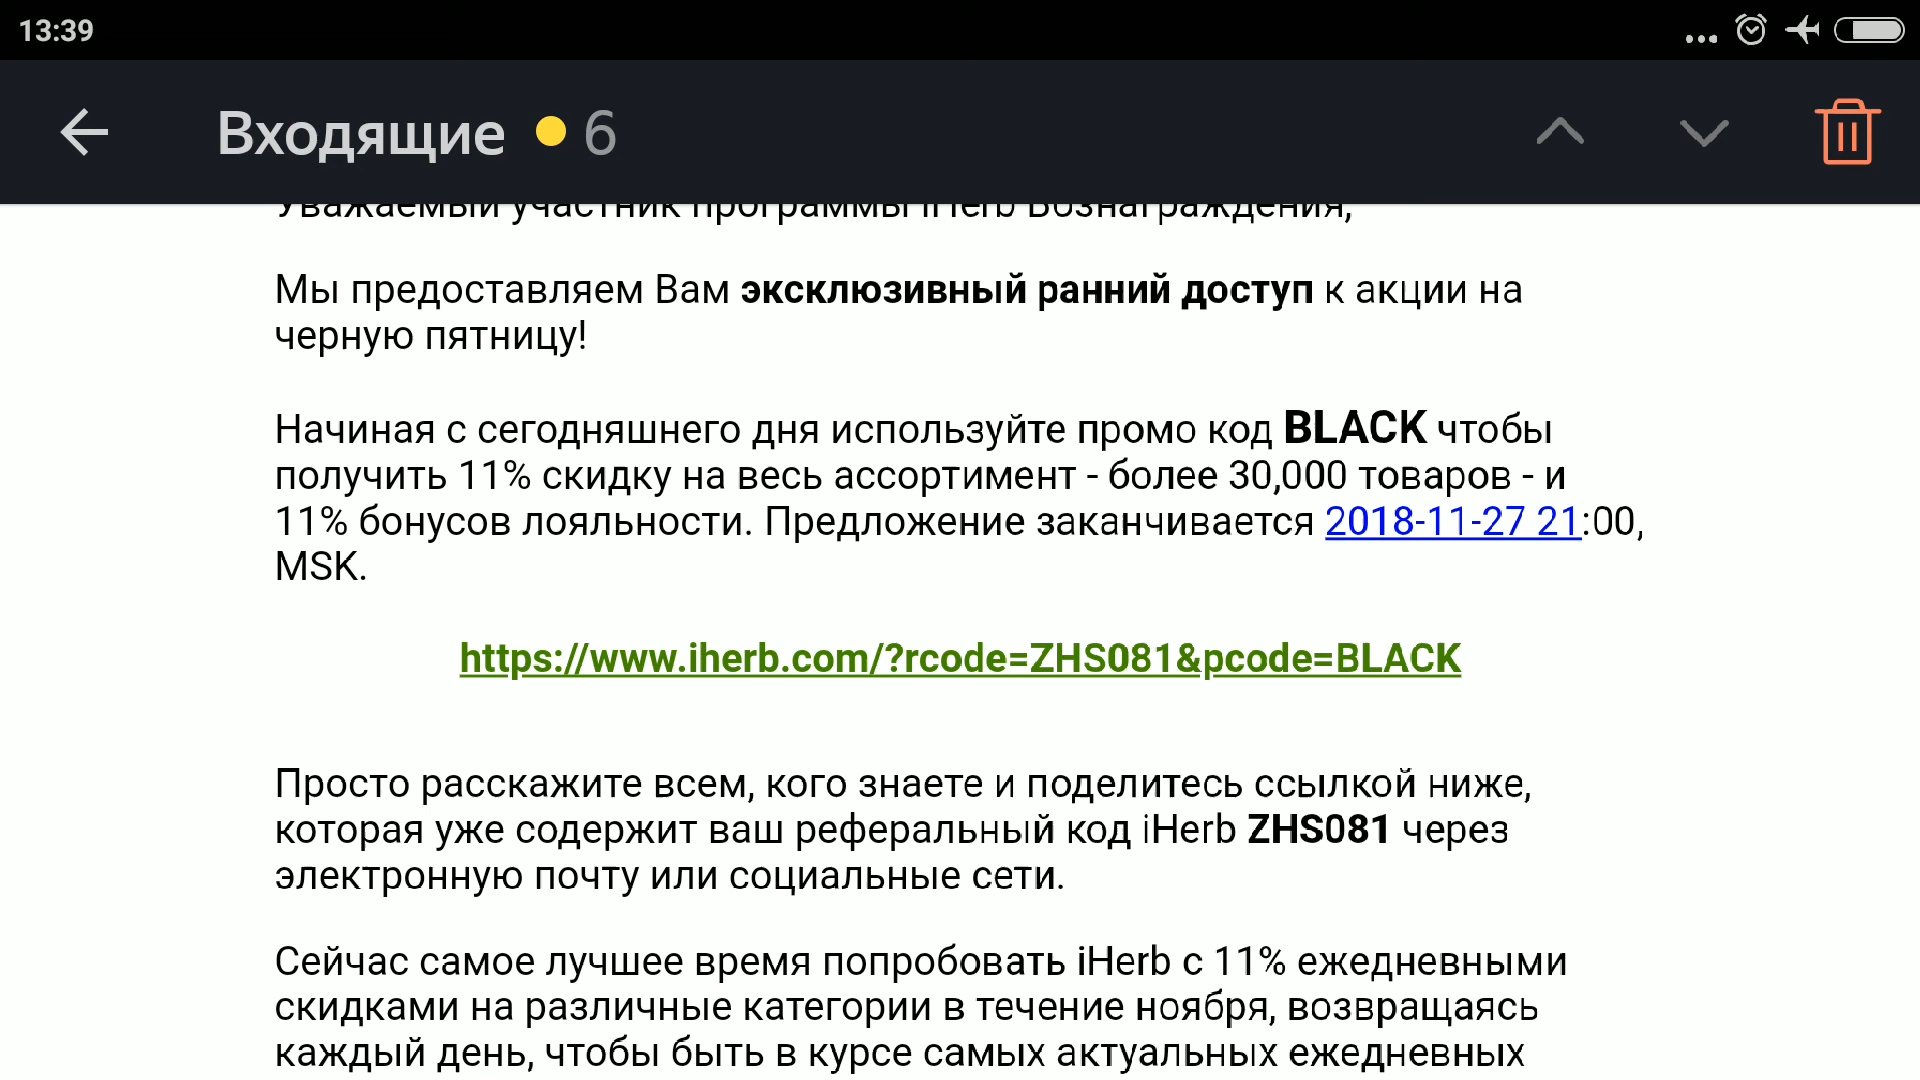 13:39
Входящие 6
Уважаемый участник программы iHerb Вознаграждения,
Мы предоставляем Вам эксклюзивный ранний доступ к акции на
черную пятницу!
Начиная с сегодняшнего дня используйте промо код BLACK чтобы
получить 11% скидку на весь ассортимент - более 30,000 товаров - и
11% бонусов лояльности. Предложение заканчивается 2018-11-27 21:00,
MSK.
https://www.iherb.com/?rcode=ZHS081&pcode=BLACK
Просто расскажите всем, кого знаете и поделитесь ссылкой ниже,
которая уже содержит ваш реферальный код iHerb ZHS081 через
электронную почту или социальные сети.
Сейчас самое лучшее время попробовать iHerb с 11% ежедневными
скидками на различные категории в течение ноября, возвращаясь
каждый день, чтобы быть в курсе самых актуальных ежедневных